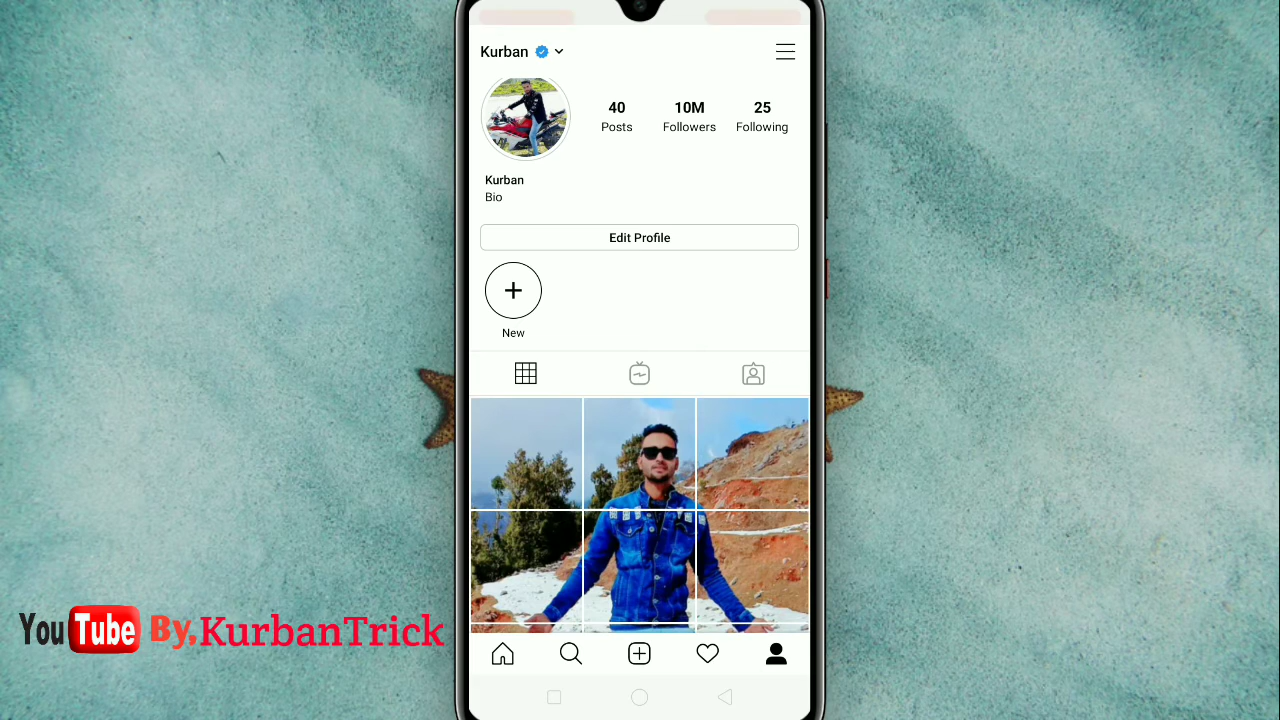 Kurban
40 10M 25
Posts Followers Following
Kurban
Bio
Edit Profile
New
YouTube By, KurbanTrick